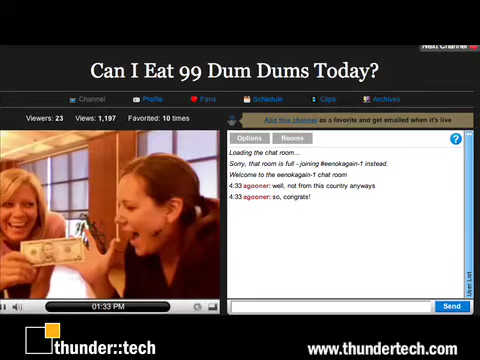 Next Channel
Can I Eat 99 Dum Dums Today?
Channel Profile Fans Schedule Clips Archives
Viewers: 23 Views: 1,197 Favorited: 10 times
Add this channel as a favorite and get emailed when it's live
Options Rooms ?
Loading the chat room...
Sorry, that room is full - joining #eenokagain-1 instead.
Welcome to the eenokagain-1 chat room
4:33 agooner: well, not from this country anyways
4:33 agooner: so, congrats!
User List
01:33 PM
Send
thunder::tech
www.thundertech.com